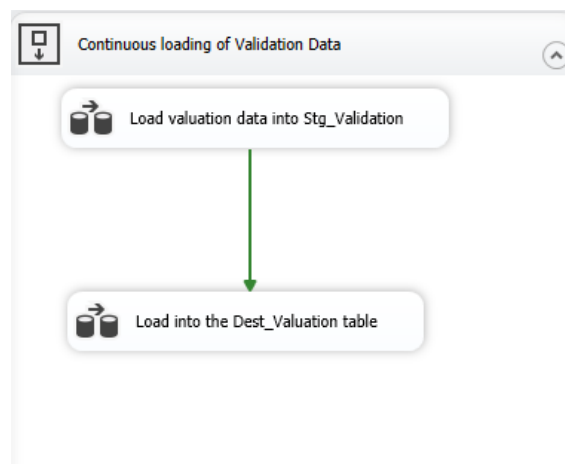 Continuous loading of Validation Data
Load valuation data into Stg_Validation
Load into the Dest_Valuation table